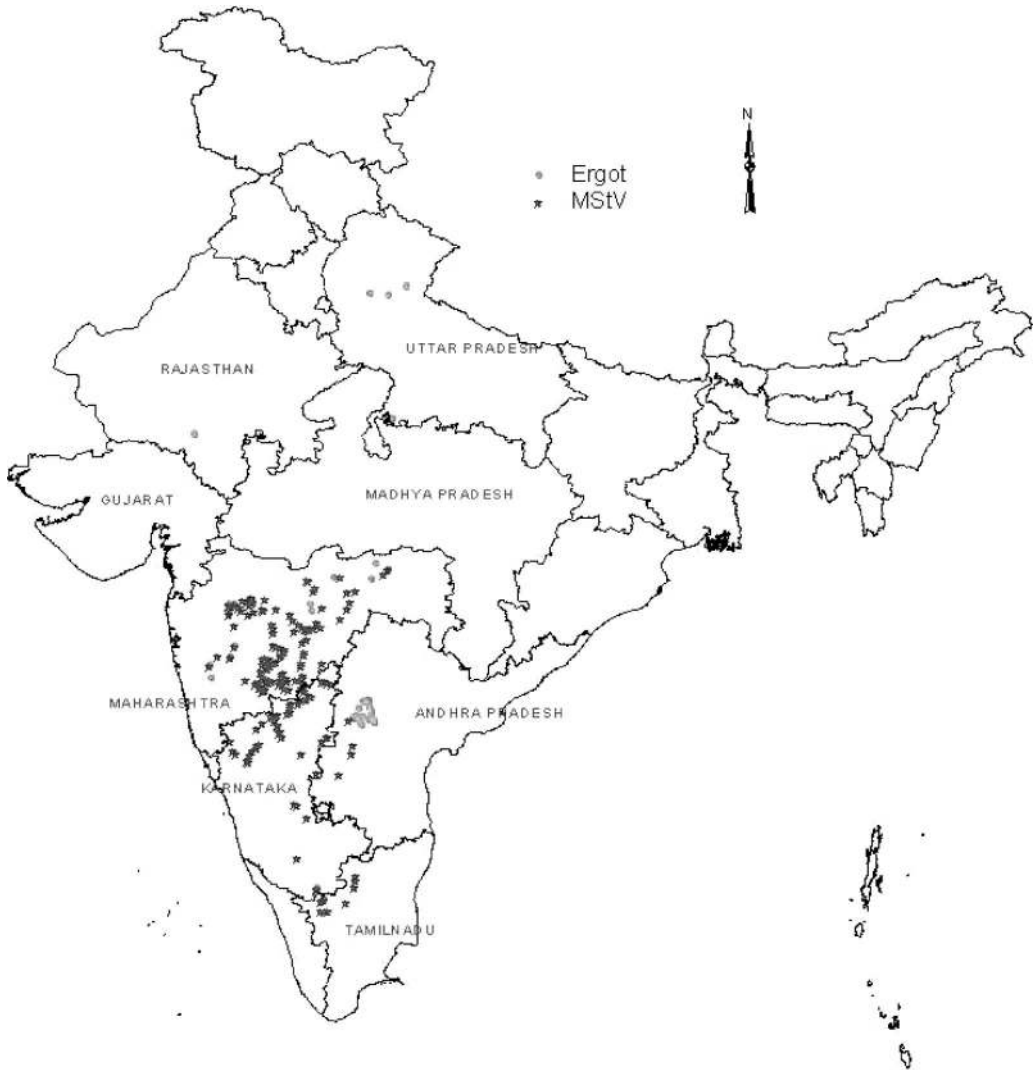 N
Ergot
MStV
UTTAR PRADESH
RAJASTHAN
GUJARAT
MADHYA PRADESH
MAHARASHTRA
ANDHRA PRADESH
KARNATAKA
TAMILNADU